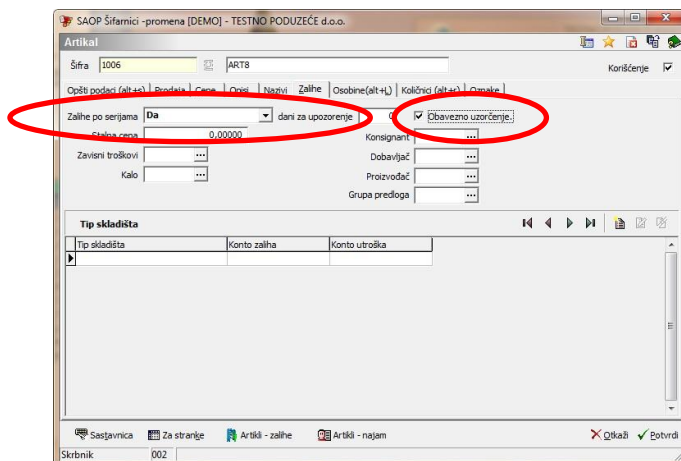 SAOP Šifarnici -promena [DEMO] - TESTNO PODUZEĆE d.o.o.
Artikal
Šifra 1006 ART8 Korišćenje
Opšti podaci (alt+s) Prodaja Cene Opisi Nazivi Zalihe Osobine(alt+L) Količnici (alt+r) Oznake
Zalihe po serijama Da dani za upozorenje 0 Obavezno uzorčenje.
Stalna cena 0,00000 Konsignant ...
Zavisni troškovi ... Dobavljač ...
Kalo ... Proizvođač ...
Grupa predloga ...
Tip skladišta
Tip skladišta Konto zaliha Konto utroška
Sastavnica Za stranke Artikli - zalihe Artikli - najam Otkaži Potvrdi
Skrbnik 002